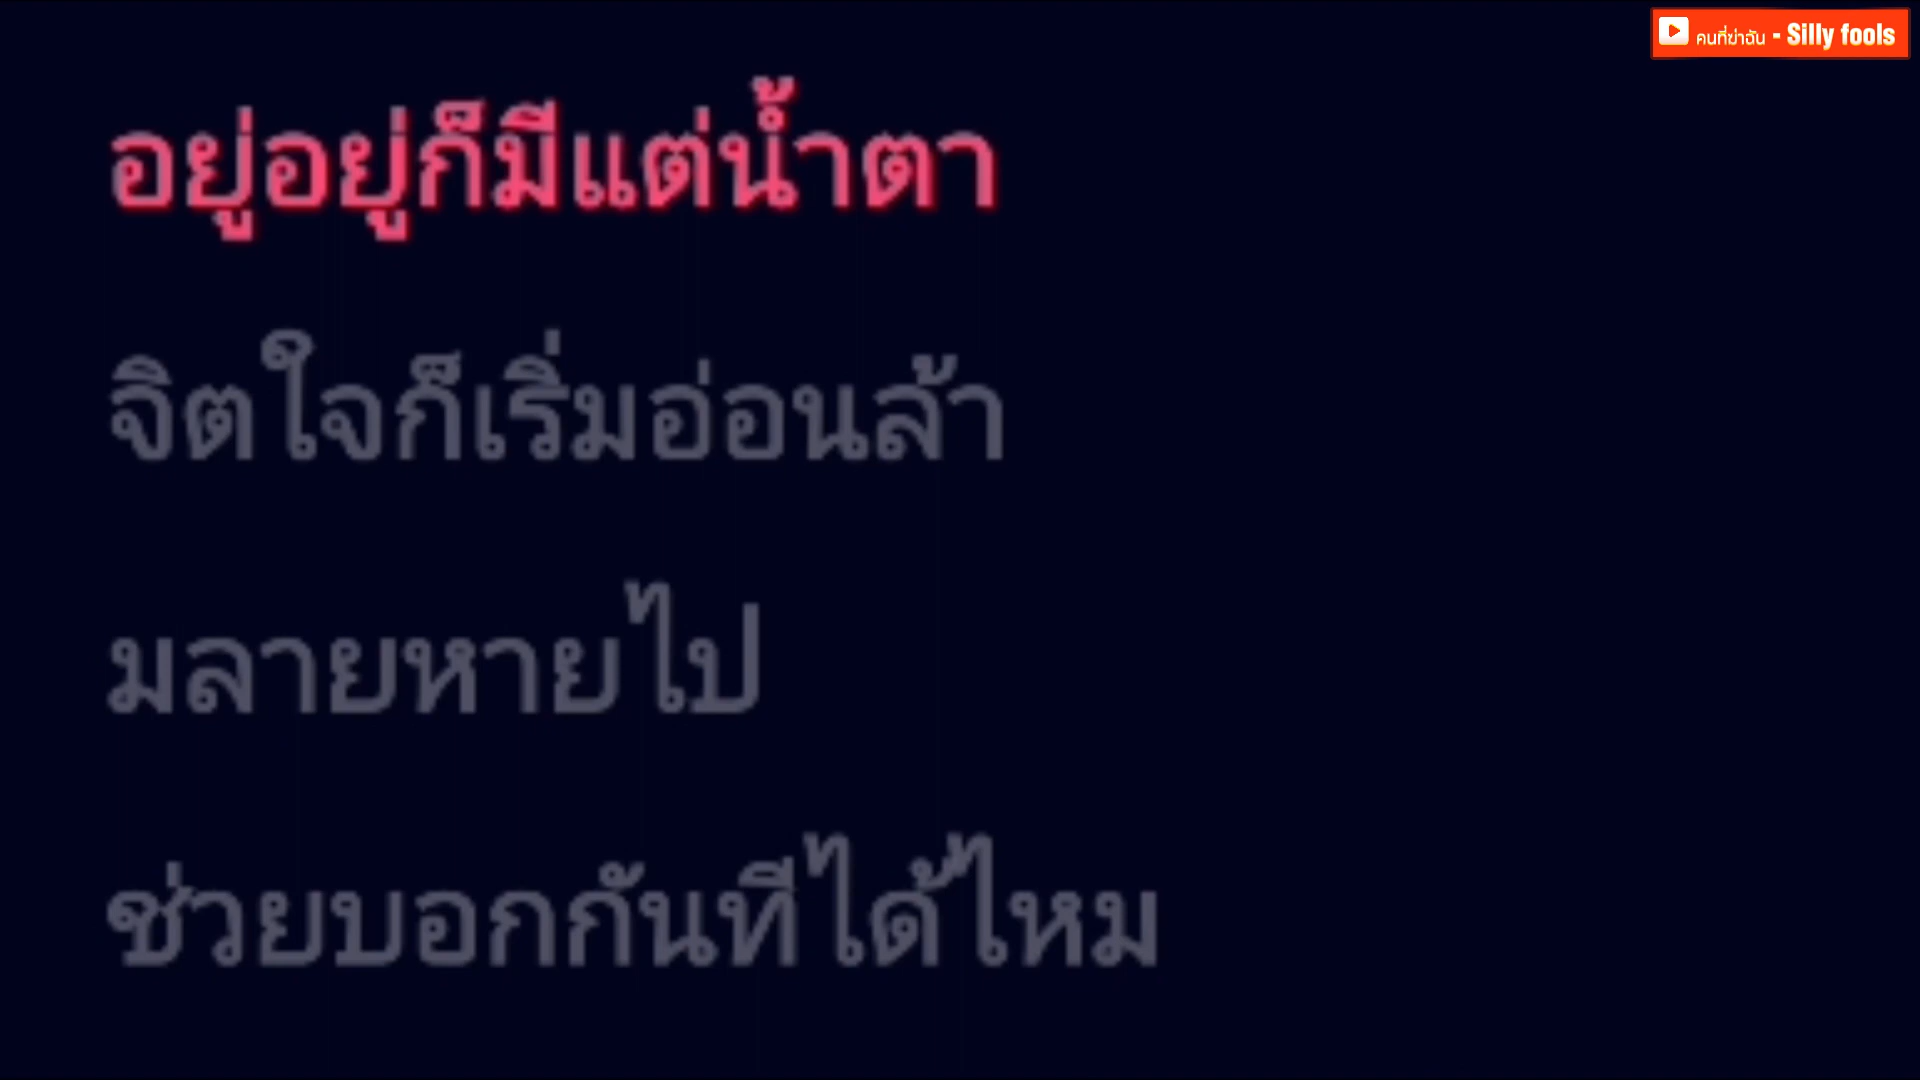 คนที่ฆ่าฉัน - Silly fools
อยู่อยู่ก็มีแต่น้ำตา
จิตใจก็เริ่มอ่อนล้า
มลายหายไป
ช่วยบอกกันทีได้ไหม